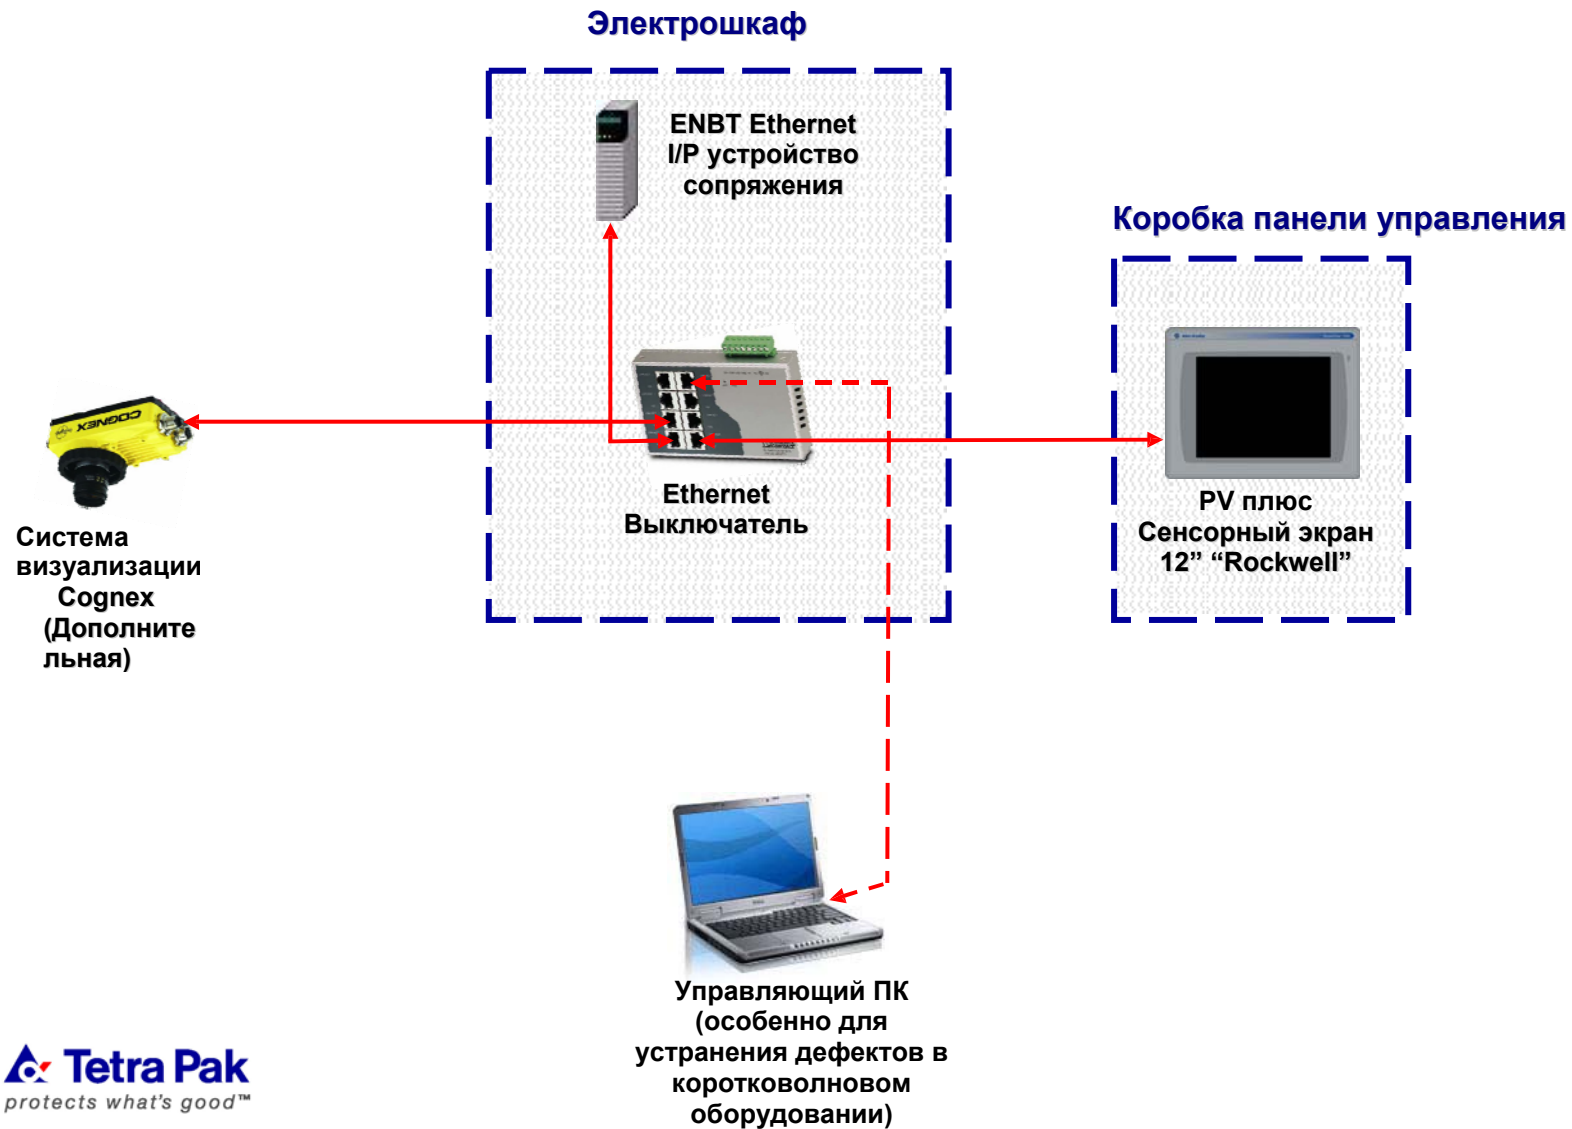 Электрошкаф
ENBT Ethernet
I/P устройство
сопряжения
Коробка панели управления
COGNEX
Ethernet
Выключатель
PV плюс
Сенсорный экран
12” “Rockwell”
Система
визуализации
Cognex
(Дополните
льная)
Управляющий ПК
(особенно для
устранения дефектов в
коротковолновом
оборудовании)
Tetra Pak
protects what's good™